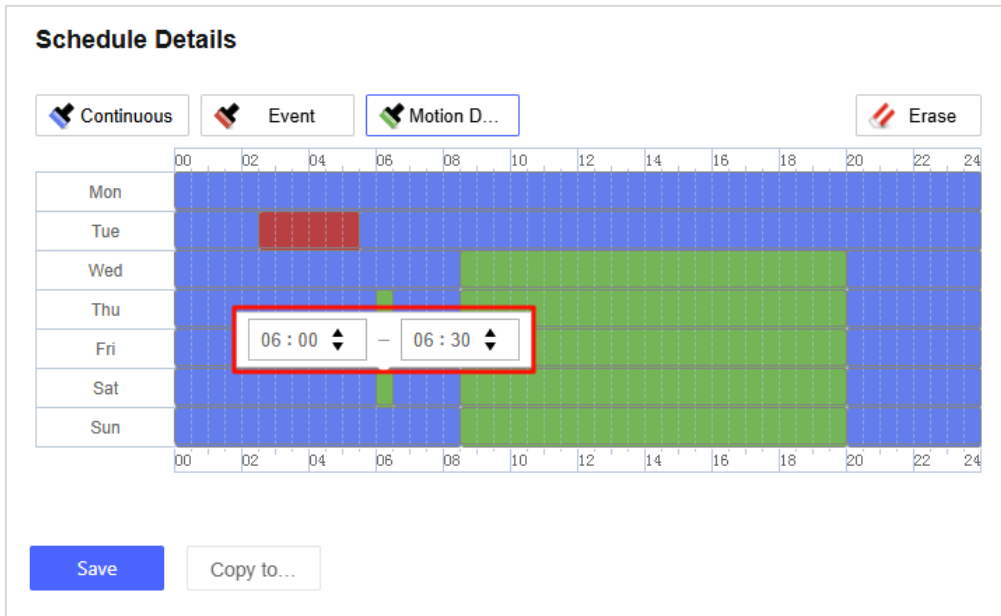 Schedule Details
Continuous Event Motion D... Erase
00 02 04 06 08 10 12 14 16 18 20 22 24
Mon
Tue
Wed
Thu
06:00 – 06:30
Fri
Sat
Sun
00 02 04 06 08 10 12 14 16 18 20 22 24
Save Copy to...